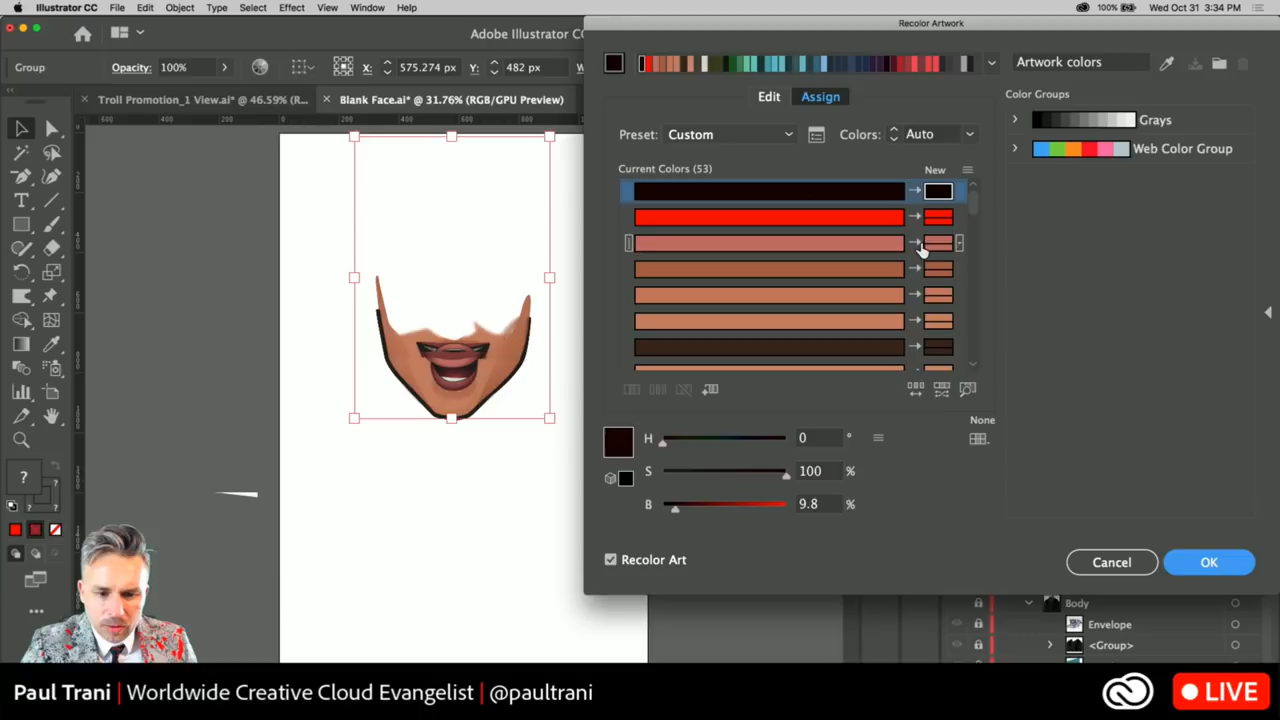 Illustrator CC File Edit Object Type Select Effect View Window Help 100% Wed Oct 31 3:34 PM
Recolor Artwork
Adobe Illustrator CC
Group Opacity: 100% X: 575.274 px Y: 482 px
Troll Promotion_1 View.ai* @ 46.59% (R... Blank Face.ai* @ 31.76% (RGB/GPU Preview)
Artwork colors
Edit Assign
Color Groups
Grays
Web Color Group
Preset: Custom Colors: Auto
Current Colors (53) New
None
H 0 °
S 100 %
B 9.8 %
Recolor Art
Cancel OK
Body
Envelope
<Group>
Paul Trani | Worldwide Creative Cloud Evangelist | @paultrani
LIVE